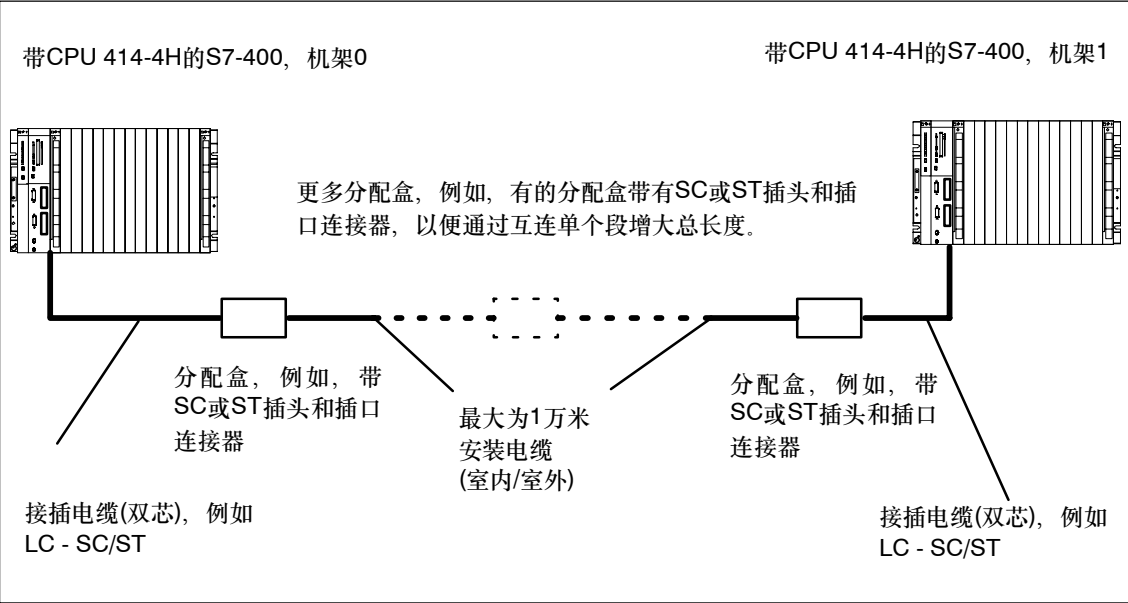 带CPU 414-4H的S7-400，机架0
带CPU 414-4H的S7-400，机架1
更多分配盒，例如，有的分配盒带有SC或ST插头和插
口连接器，以便通过互连单个段增大总长度。
分配盒，例如，带
SC或ST插头和插口
连接器
最大为1万米
安装电缆
(室内/室外)
分配盒，例如，带
SC或ST插头和插口
连接器
接插电缆(双芯)，例如
LC - SC/ST
接插电缆(双芯)，例如
LC - SC/ST